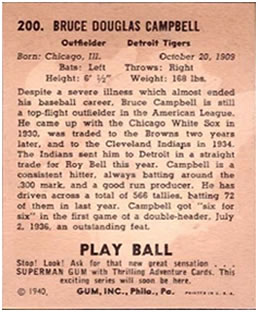 200. BRUCE DOUGLAS CAMPBELL
Outfielder Detroit Tigers
Born: Chicago, Ill. October 20, 1909
Bats: Left Throws: Right
Height: 6' ½" Weight: 168 lbs.
Despite a severe illness which almost ended
his baseball career, Bruce Campbell is still
a top-flight outfielder in the American League.
He came up with the Chicago White Sox in
1930, was traded to the Browns two years
later, and to the Cleveland Indians in 1934.
The Indians sent him to Detroit in a straight
trade for Roy Bell this year. Campbell is a
consistent hitter, always batting around the
.300 mark, and a good run producer. He has
driven across a total of 566 tallies, batting 72
of them in last year. Campbell got "six for
six" in the first game of a double-header, July
2, 1936, an outstanding feat.
PLAY BALL
Stop! Look! Ask for that new great sensation ....
SUPERMAN GUM with Thrilling Adventure Cards. This
exciting series will soon be here.
© 1940, GUM, INC., Phila., Pa. PRINTED IN U. S. A.